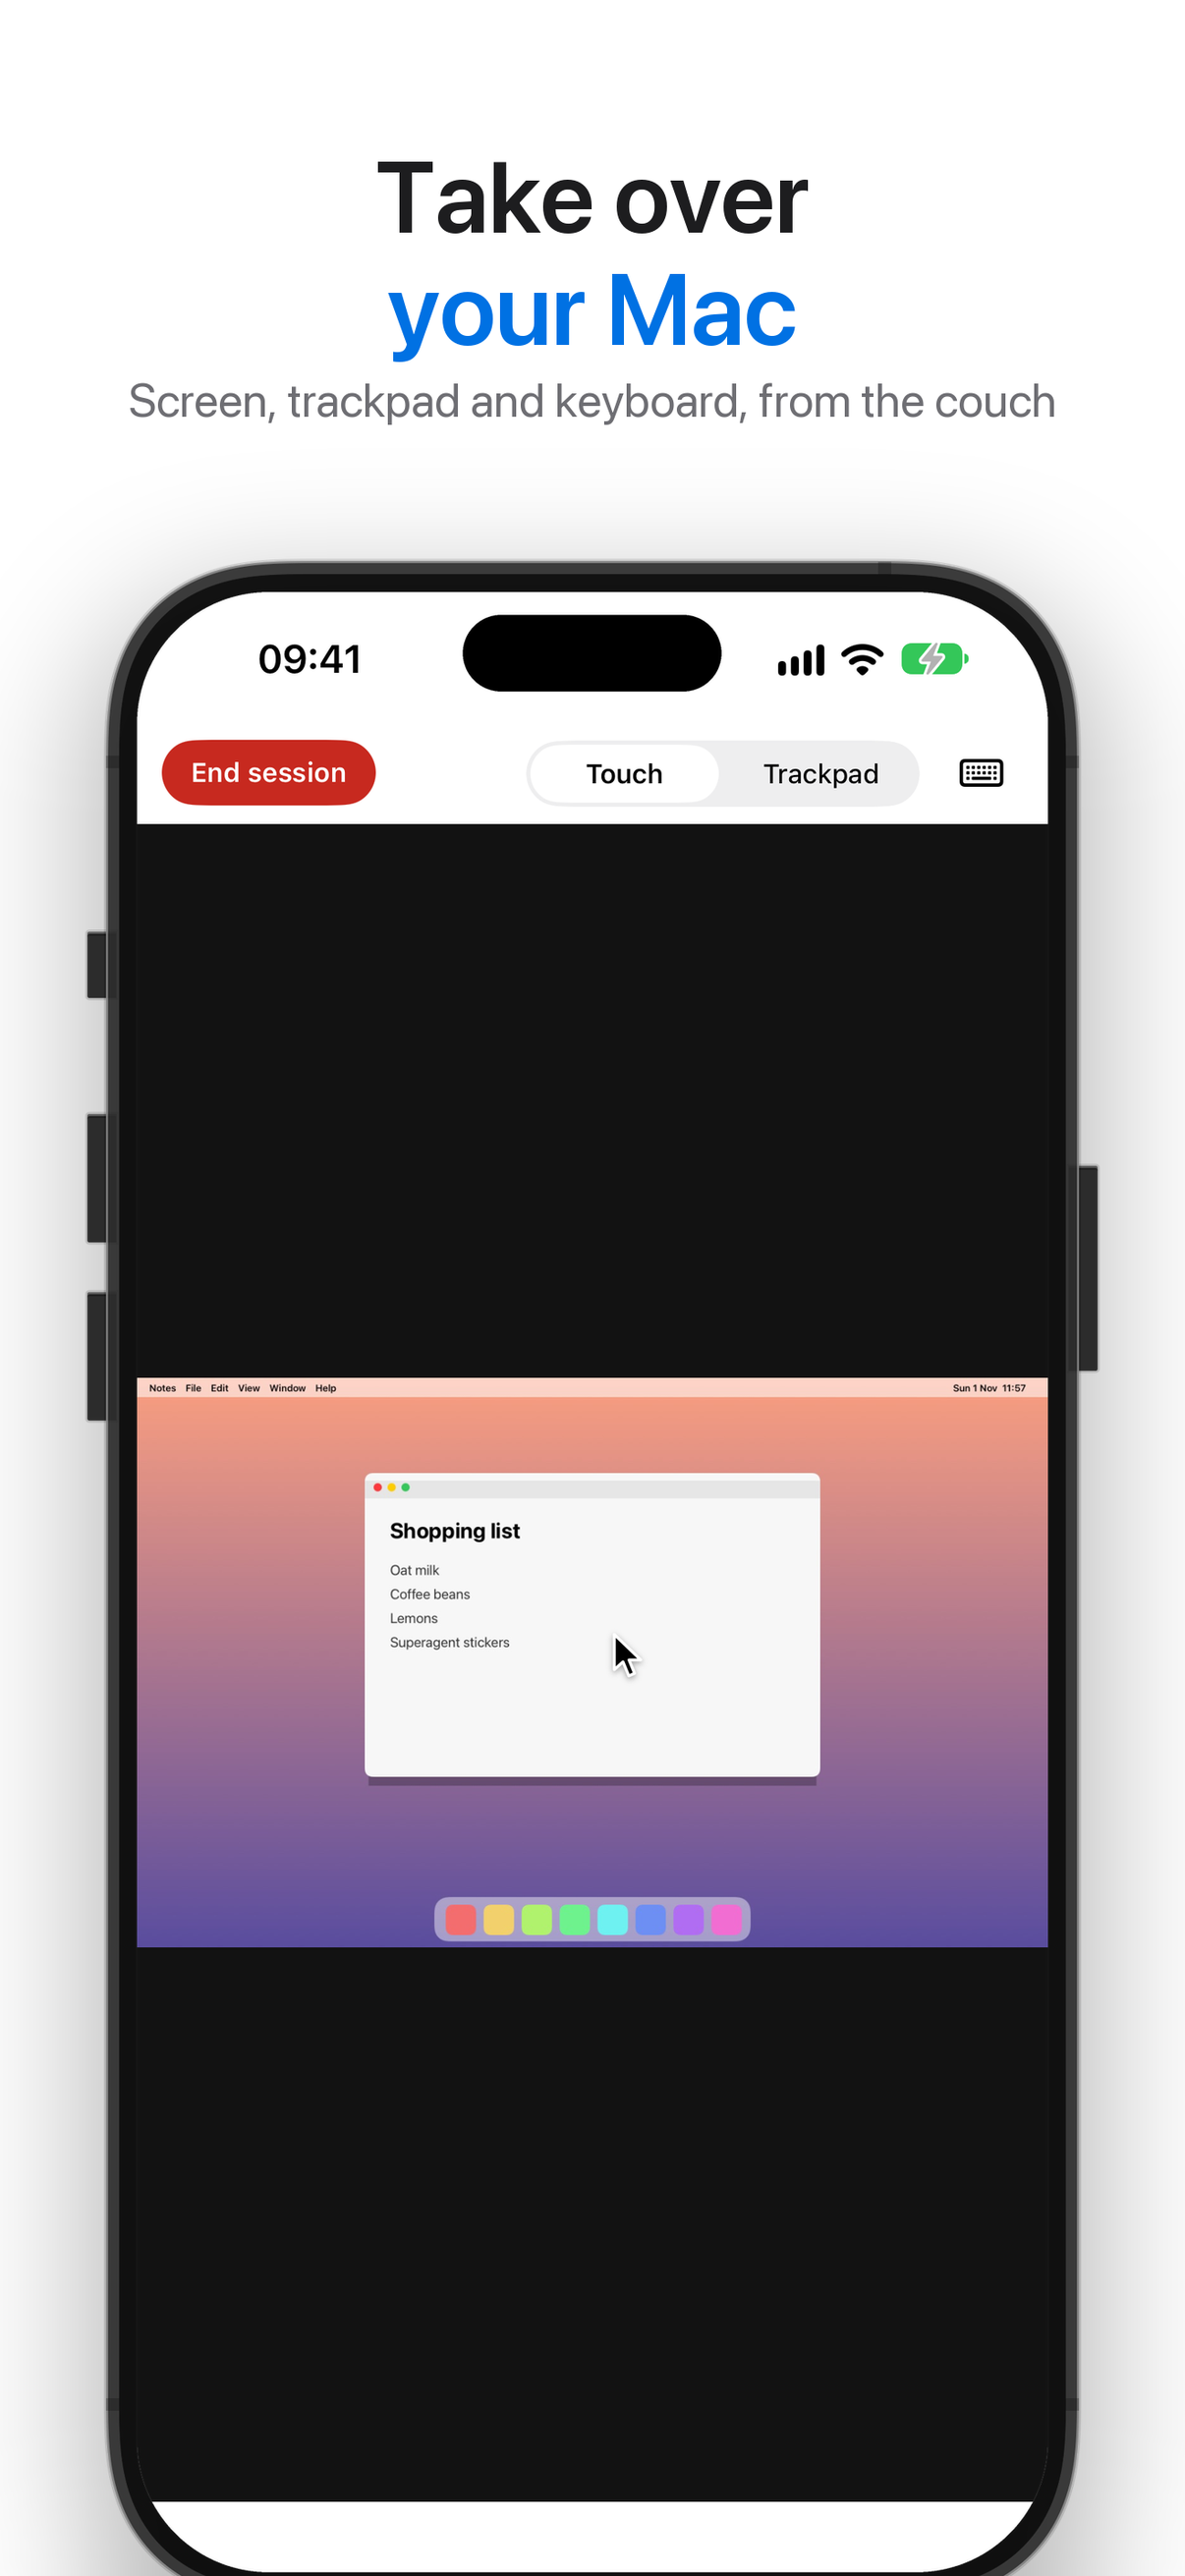 Take over
your Mac
Screen, trackpad and keyboard, from the couch
09:41
End session Touch Trackpad
Notes File Edit View Window Help Sun 1 Nov 11:57
Shopping list
Oat milk
Coffee beans
Lemons
Superagent stickers